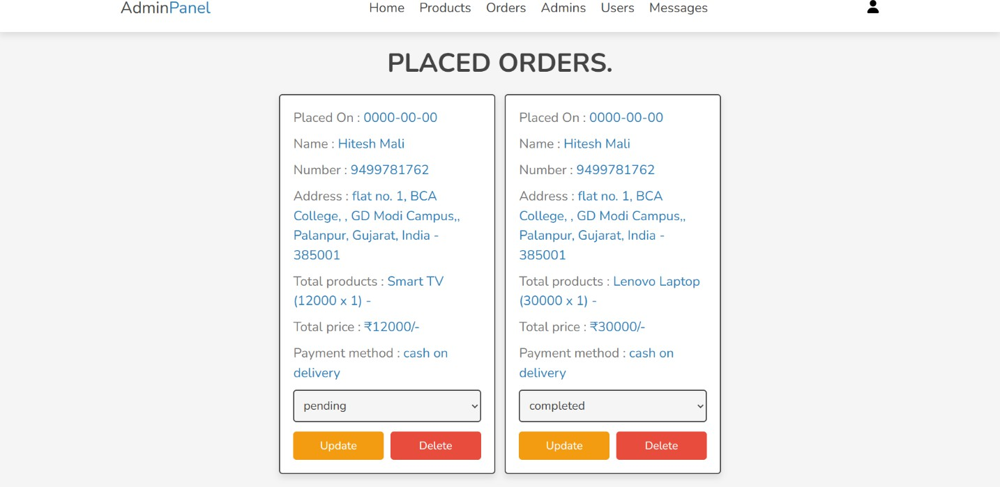 AdminPanel
Home Products Orders Admins Users Messages
PLACED ORDERS.
Placed On : 0000-00-00
Name : Hitesh Mali
Number : 9499781762
Address : flat no. 1, BCA
College, , GD Modi Campus,,
Palanpur, Gujarat, India -
385001
Total products : Smart TV
(12000 x 1) -
Total price : ₹12000/-
Payment method : cash on
delivery
pending
Update Delete
Placed On : 0000-00-00
Name : Hitesh Mali
Number : 9499781762
Address : flat no. 1, BCA
College, , GD Modi Campus,,
Palanpur, Gujarat, India -
385001
Total products : Lenovo Laptop
(30000 x 1) -
Total price : ₹30000/-
Payment method : cash on
delivery
completed
Update Delete